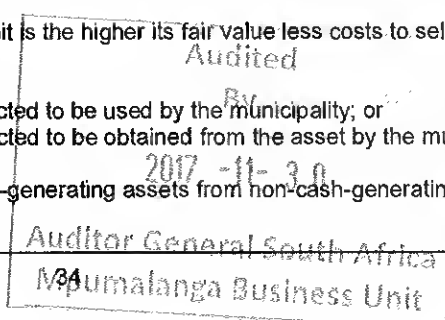 it is the higher its fair value less costs to sel
Audited
By
cted to be used by the municipality; or
cted to be obtained from the asset by the mu
2017 -11- 30
-generating assets from non-cash-generatin
Auditor General South Africa
34
Mpumalanga Business Unit